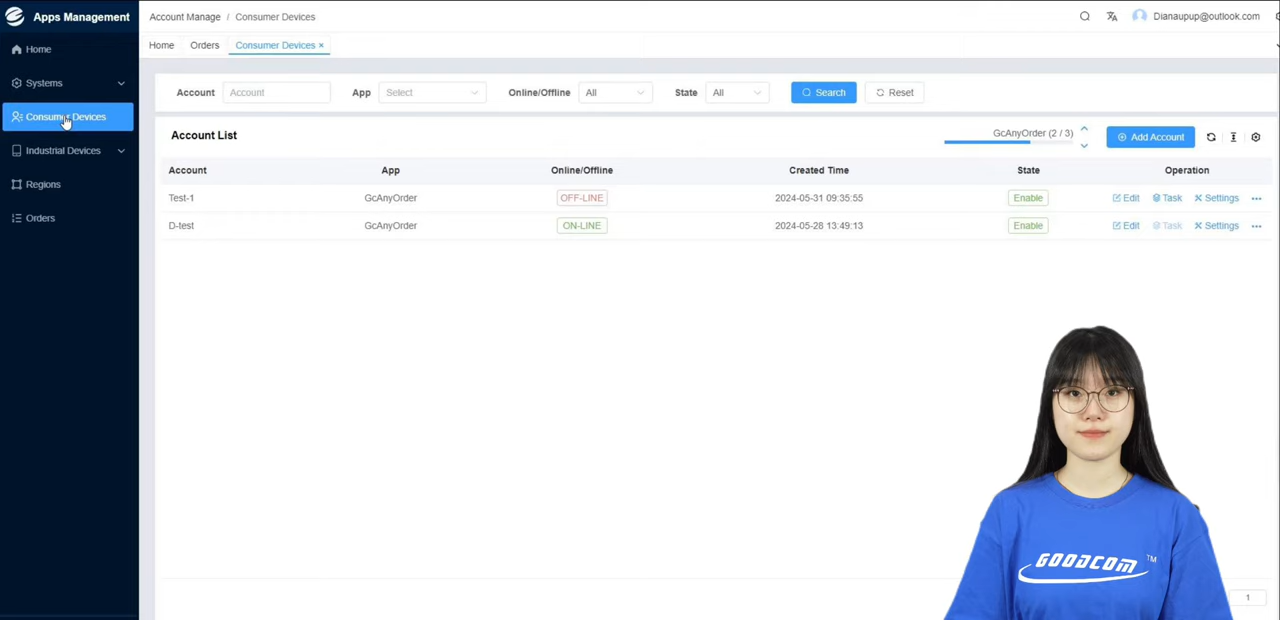 Apps Management
Account Manage / Consumer Devices
Dianaupup@outlook.com
Home
Orders
Consumer Devices ×
Home
Systems
Consumer Devices
Industrial Devices
Regions
Orders
Account
Account
App
Select
Online/Offline
All
State
All
Search
Reset
Account List
GcAnyOrder (2 / 3)
Add Account
Account App Online/Offline Created Time State Operation
Test-1 GcAnyOrder OFF-LINE 2024-05-31 09:35:55 Enable Edit Task Settings ...
D-test GcAnyOrder ON-LINE 2024-05-28 13:49:13 Enable Edit Task Settings ...
GOODCOM™
1